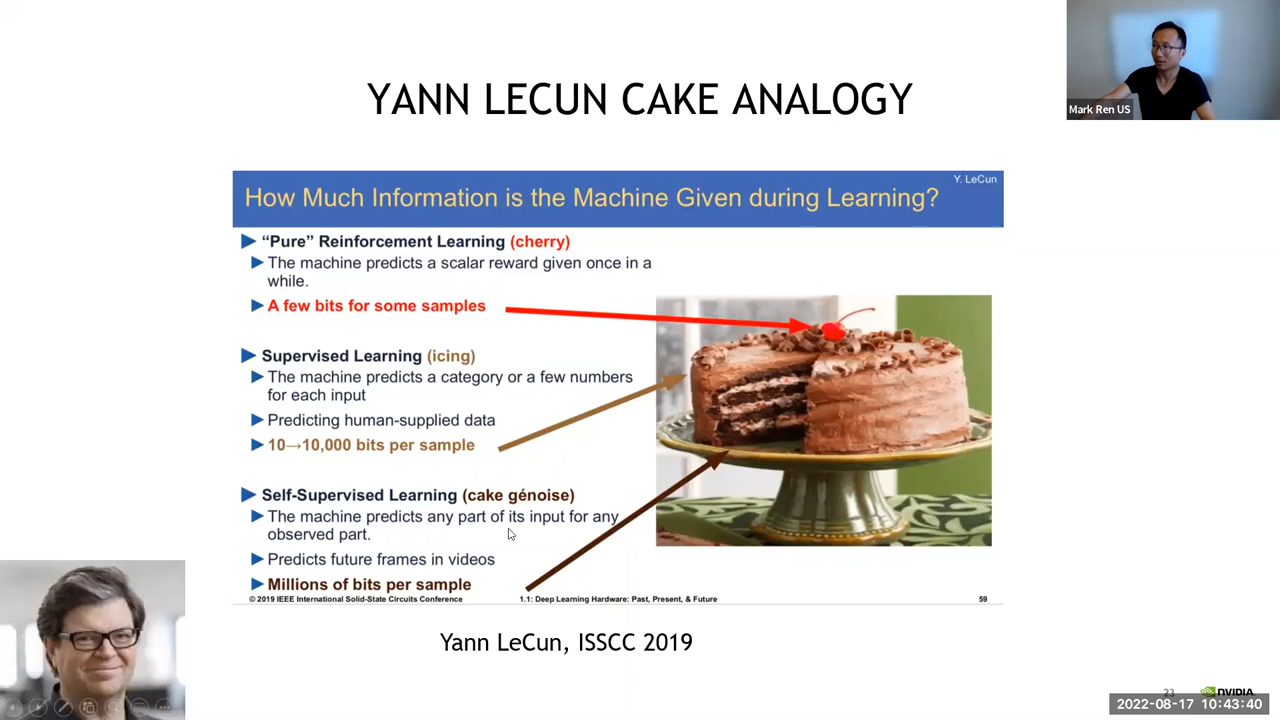 YANN LECUN CAKE ANALOGY
Mark Ren US
Y. LeCun
How Much Information is the Machine Given during Learning?
“Pure” Reinforcement Learning (cherry)
The machine predicts a scalar reward given once in a
while.
A few bits for some samples
Supervised Learning (icing)
The machine predicts a category or a few numbers
for each input
Predicting human-supplied data
10→10,000 bits per sample
Self-Supervised Learning (cake génoise)
The machine predicts any part of its input for any
observed part.
Predicts future frames in videos
Millions of bits per sample
© 2019 IEEE International Solid-State Circuits Conference
1.1: Deep Learning Hardware: Past, Present, & Future
59
Yann LeCun, ISSCC 2019
23
NVIDIA
2022-08-17 10:43:40